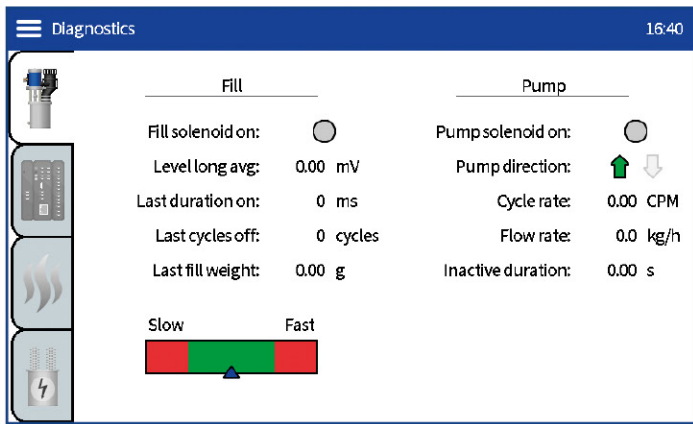 Diagnostics 16:40
Fill Pump
Fill solenoid on: Pump solenoid on:
Level long avg: 0.00 mV Pump direction:
Last duration on: 0 ms Cycle rate: 0.00 CPM
Last cycles off: 0 cycles Flow rate: 0.0 kg/h
Last fill weight: 0.00 g Inactive duration: 0.00 s
Slow Fast